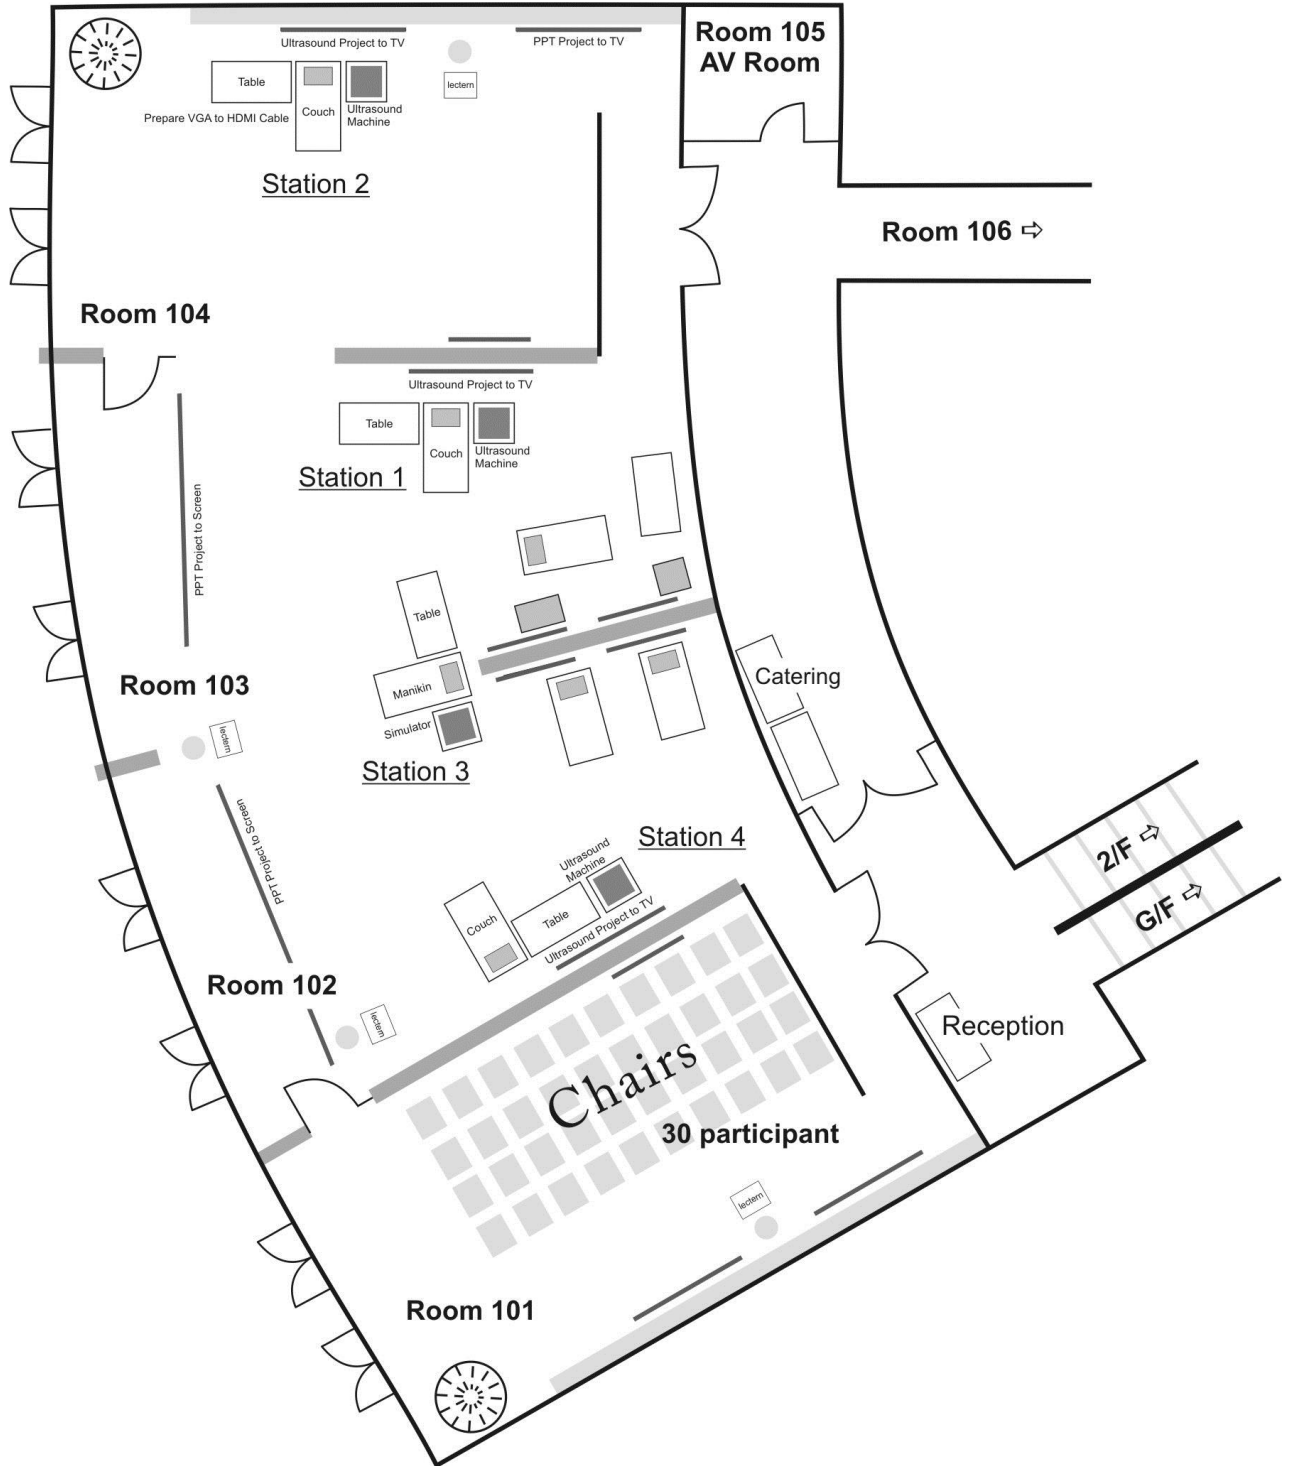 Ultrasound Project to TV
PPT Project to TV
Room 105
AV Room
Table
Couch
lectern
Prepare VGA to HDMI Cable
Ultrasound
Machine
Station 2
Room 106 ⇨
Room 104
Ultrasound Project to TV
Table
Couch
Ultrasound
Machine
Station 1
PPT Project to Screen
Table
Room 103
Manikin
Simulator
Catering
lectern
Station 3
PPT Project to Screen
Station 4
Ultrasound
Machine
2/F ⇨
G/F ⇨
Couch
Table
Ultrasound Project to TV
Room 102
lectern
Reception
Chairs
30 participant
lectern
Room 101